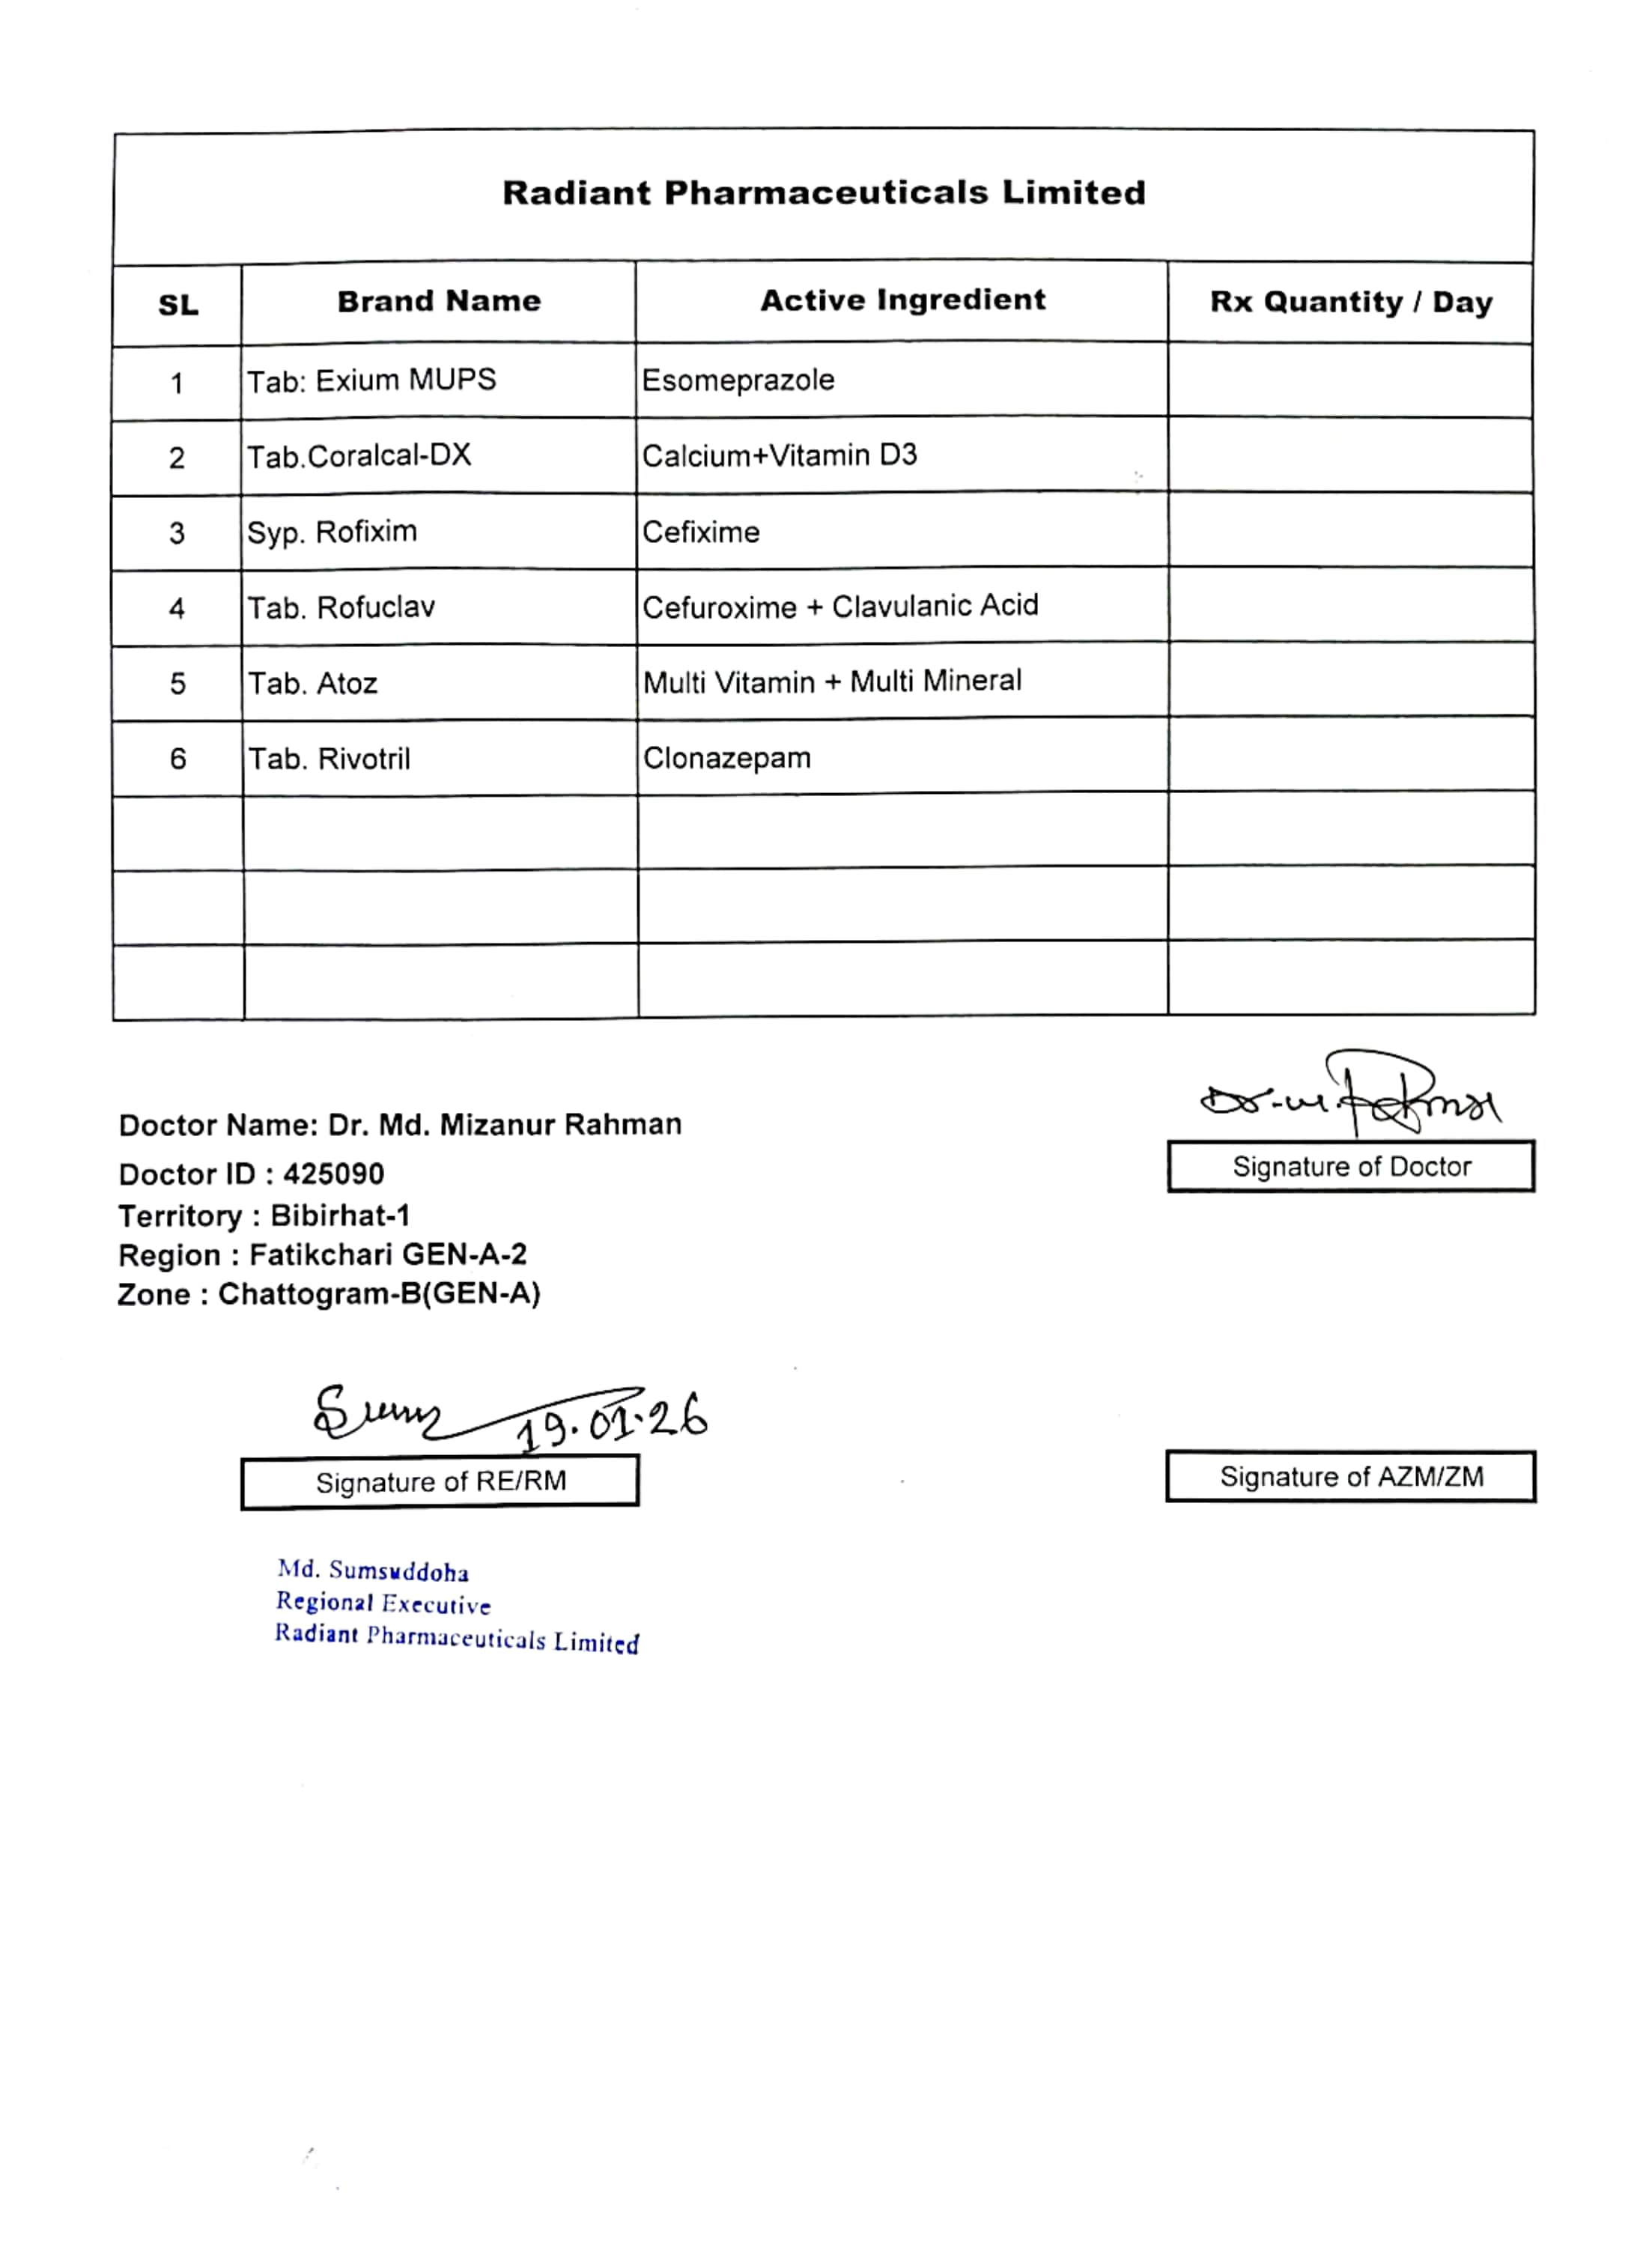 Radiant Pharmaceuticals Limited
SL Brand Name Active Ingredient Rx Quantity / Day
1 Tab: Exium MUPS Esomeprazole
2 Tab.Coralcal-DX Calcium+Vitamin D3
3 Syp. Rofixim Cefixime
4 Tab. Rofuclav Cefuroxime + Clavulanic Acid
5 Tab. Atoz Multi Vitamin + Multi Mineral
6 Tab. Rivotril Clonazepam
Doctor Name: Dr. Md. Mizanur Rahman
Signature of Doctor
Doctor ID : 425090
Territory : Bibirhat-1
Region : Fatikchari GEN-A-2
Zone : Chattogram-B(GEN-A)
19.01.26
Signature of RE/RM Signature of AZM/ZM
Md. Sumsuddoha
Regional Executive
Radiant Pharmaceuticals Limited